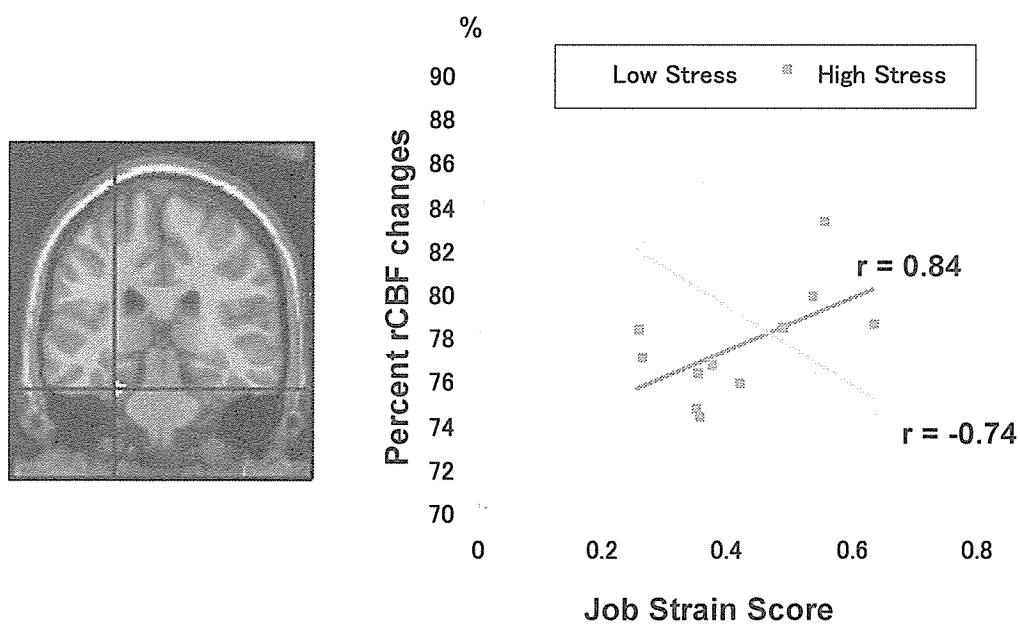 %
Low Stress High Stress
90
88
86
84
82
80
78
76
74
72
70
Percent rCBF changes
r = 0.84
r = -0.74
0 0.2 0.4 0.6 0.8
Job Strain Score